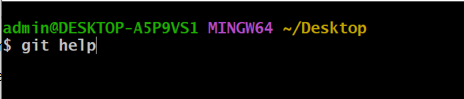 admin@DESKTOP-A5P9VS1 MINGW64 ~/Desktop
$ git help